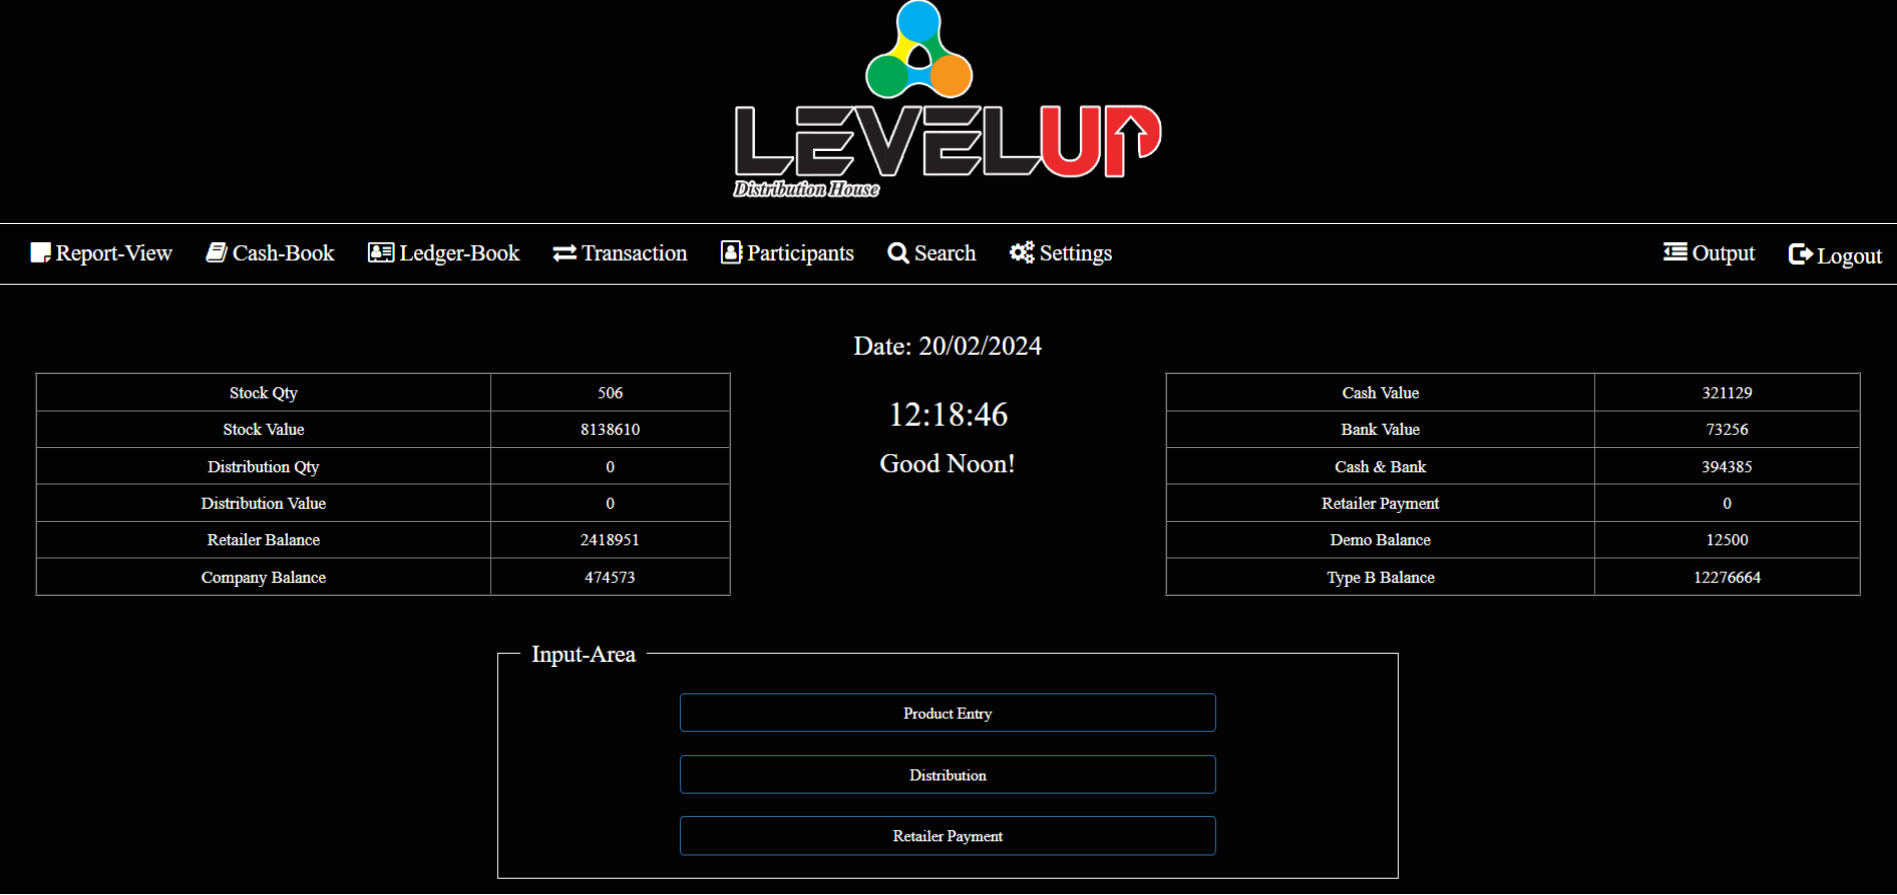 LEVELUP
Distribution House
Report-View Cash-Book Ledger-Book Transaction Participants Search Settings Output Logout
Date: 20/02/2024
12:18:46
Good Noon!
Stock Qty 506
Stock Value 8138610
Distribution Qty 0
Distribution Value 0
Retailer Balance 2418951
Company Balance 474573
Cash Value 321129
Bank Value 73256
Cash & Bank 394385
Retailer Payment 0
Demo Balance 12500
Type B Balance 12276664
Input-Area
Product Entry
Distribution
Retailer Payment